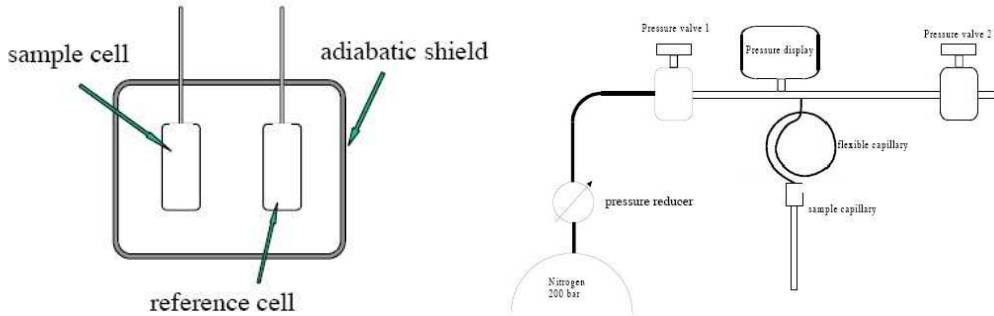 sample cell
adiabatic shield
reference cell
Pressure valve 1
Pressure display
Pressure valve 2
flexible capillary
pressure reducer
sample capillary
Nitrogen
200 bar